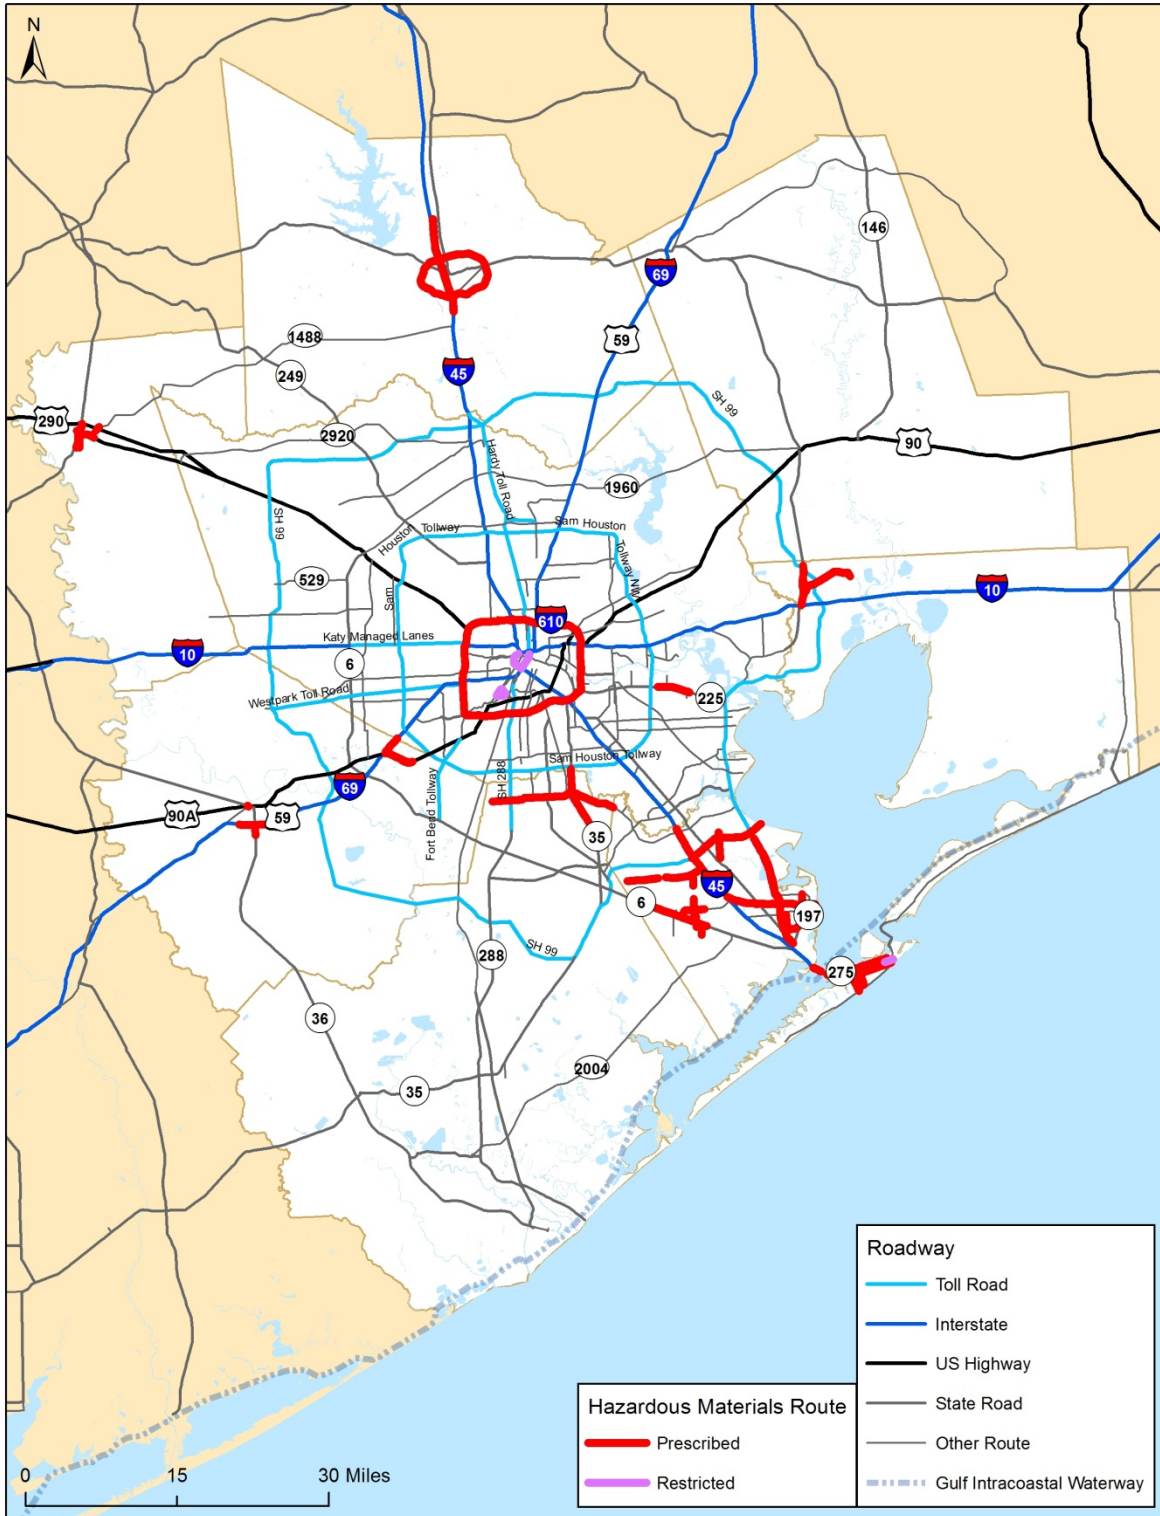 N
146
69
59
1488
45
249
SH 99
290
2920
90
Hardy Toll Road
1960
SH 99
Sam Houston
Houston Tollway
Tollway NW
529
Sam
10
610
Katy Managed Lanes
10
6
Westpark Toll Road
225
Sam Houston Tollway
SH 288
69
90A
59
Fort Bend Tollway
35
45
6
197
SH 99
288
275
36
2004
35
Roadway
Toll Road
Interstate
US Highway
State Road
Other Route
Gulf Intracoastal Waterway
Hazardous Materials Route
Prescribed
Restricted
0 15 30 Miles